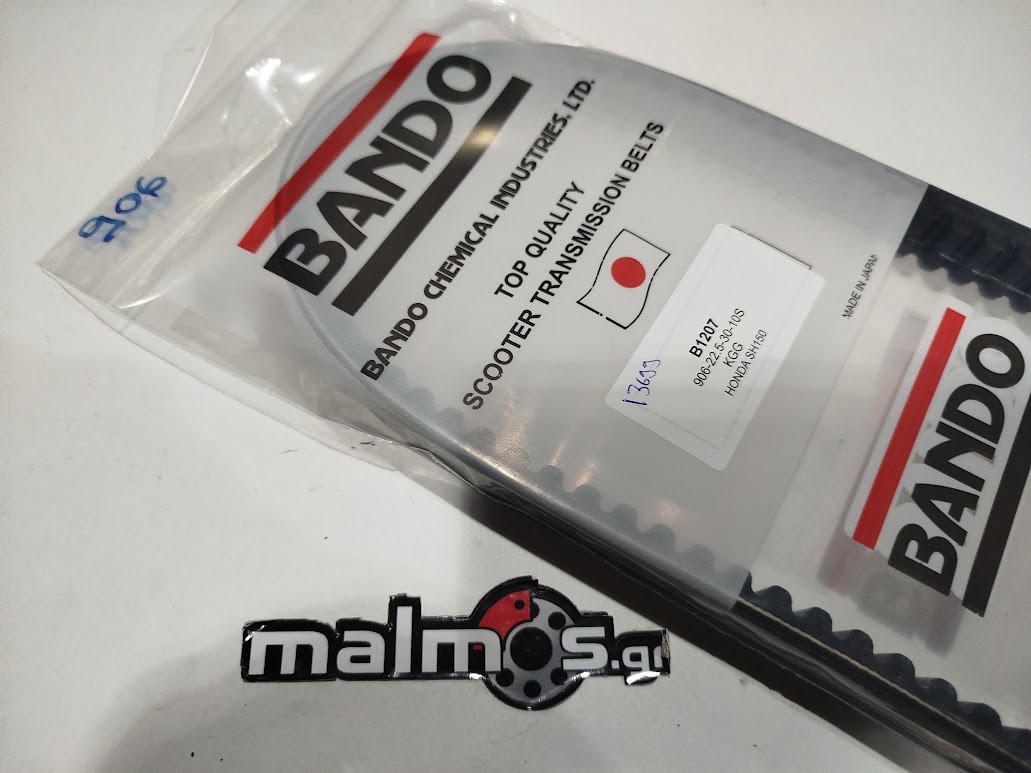 906
BANDO
BANDO CHEMICAL INDUSTRIES, LTD.
TOP QUALITY
SCOOTER TRANSMISSION BELTS
13699
B1207
906-22.5-30-10S
KGG
HONDA SH150
MADE IN JAPAN
BANDO
malmos.gr